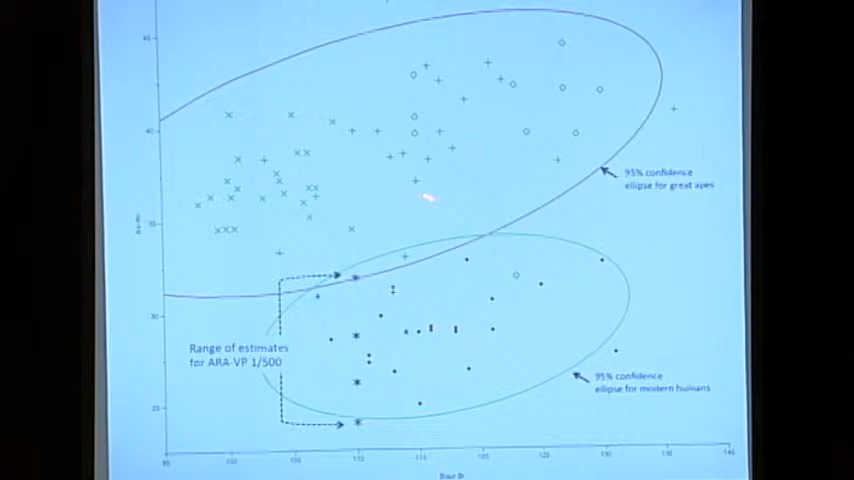 45
40
35
30
25
95% confidence
ellipse for great apes
Range of estimates
for ARA-VP 1/500
95% confidence
ellipse for modern humans
95
100
105
110
115
125
130
135
140